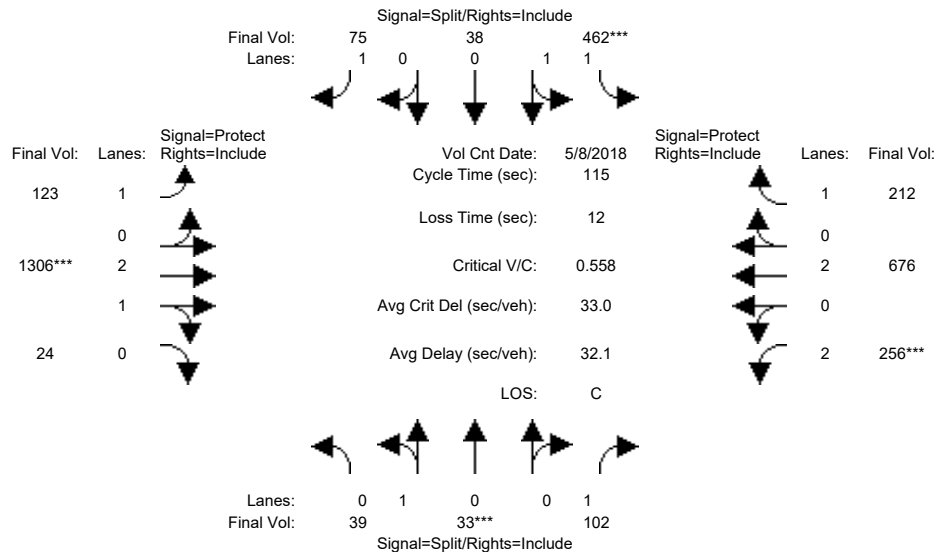 Signal=Split/Rights=Include
Final Vol: 75 38 462***
Lanes: 1 0 0 1 1
Signal=Protect Signal=Protect
Final Vol: Lanes: Rights=Include Vol Cnt Date: 5/8/2018 Rights=Include Lanes: Final Vol:
Cycle Time (sec): 115
123 1 1 212
Loss Time (sec): 12
0 0
1306*** 2 Critical V/C: 0.558 2 676
1 Avg Crit Del (sec/veh): 33.0 0
24 0 Avg Delay (sec/veh): 32.1 2 256***
LOS: C
Lanes: 0 1 0 0 1
Final Vol: 39 33*** 102
Signal=Split/Rights=Include